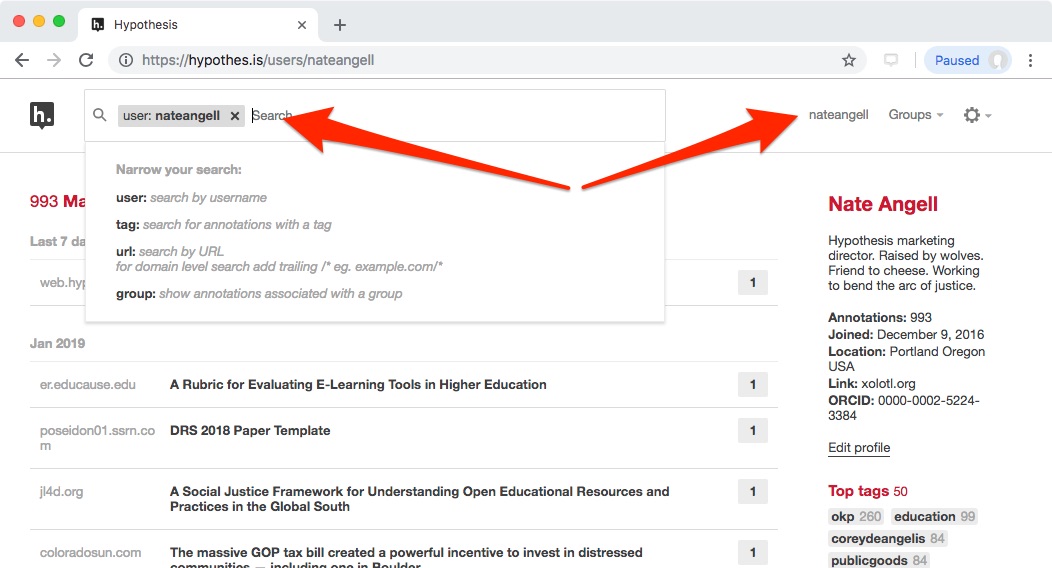 Hypothesis
https://hypothes.is/users/nateangell
Paused
h.
user: nateangell × Search
nateangell Groups
Narrow your search:
user: search by username
tag: search for annotations with a tag
url: search by URL
for domain level search add trailing /* eg. example.com/*
group: show annotations associated with a group
993 Ma
Last 7 da
web.hyp
1
Jan 2019
er.educause.edu A Rubric for Evaluating E-Learning Tools in Higher Education 1
poseidon01.ssrn.co DRS 2018 Paper Template 1
m
jl4d.org A Social Justice Framework for Understanding Open Educational Resources and 1
Practices in the Global South
coloradosun.com The massive GOP tax bill created a powerful incentive to invest in distressed 1
communities — including one in Boulder
Nate Angell
Hypothesis marketing
director. Raised by wolves.
Friend to cheese. Working
to bend the arc of justice.
Annotations: 993
Joined: December 9, 2016
Location: Portland Oregon
USA
Link: xolotl.org
ORCID: 0000-0002-5224-
3384
Edit profile
Top tags 50
okp 260 education 99
coreydeangelis 84
publicgoods 84